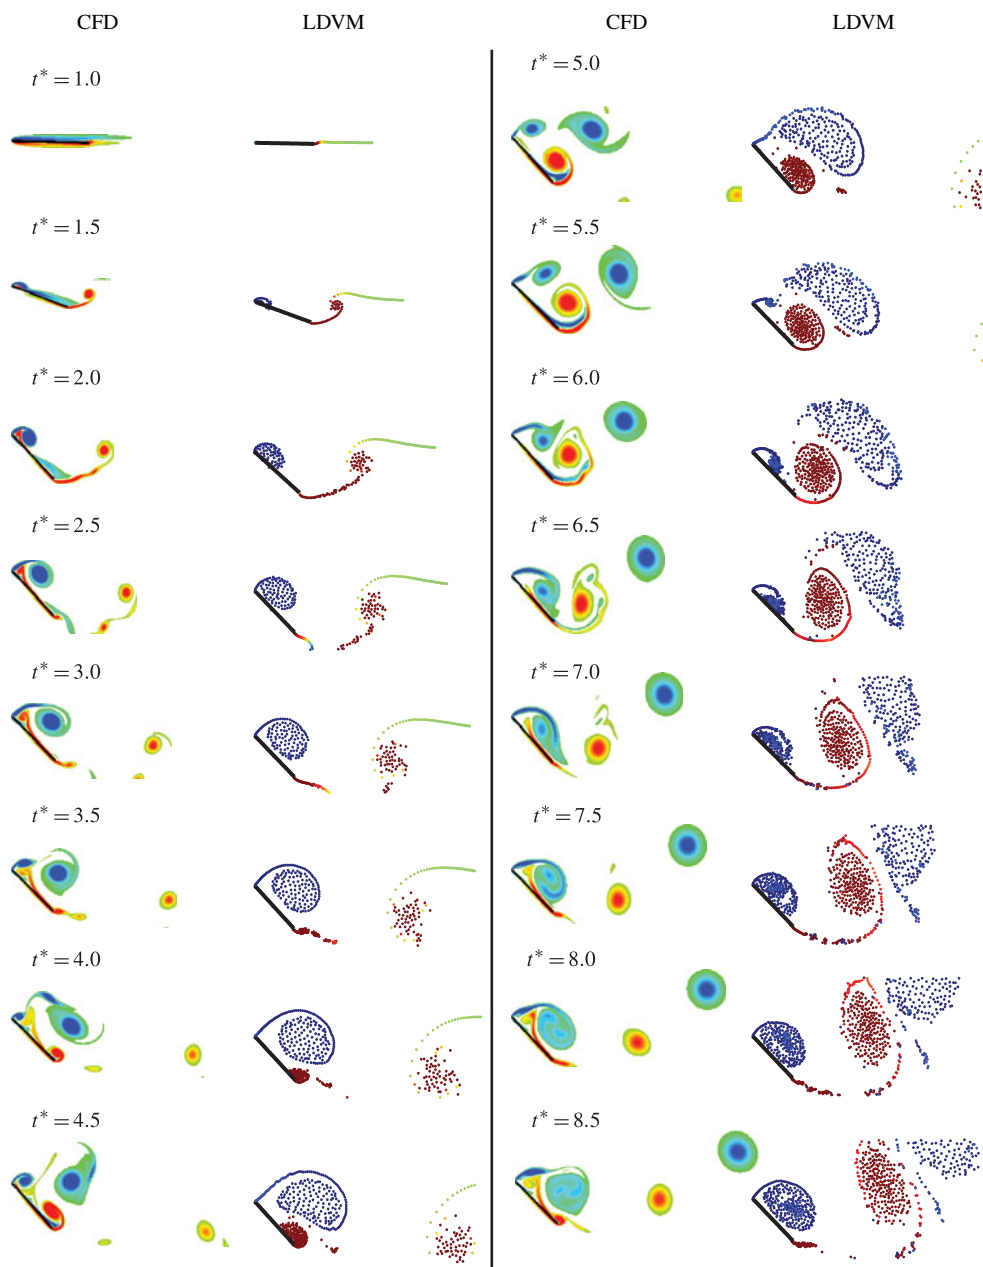 CFD LDVM CFD LDVM
t* = 1.0
t* = 1.5
t* = 2.0
t* = 2.5
t* = 3.0
t* = 3.5
t* = 4.0
t* = 4.5
t* = 5.0
t* = 5.5
t* = 6.0
t* = 6.5
t* = 7.0
t* = 7.5
t* = 8.0
t* = 8.5